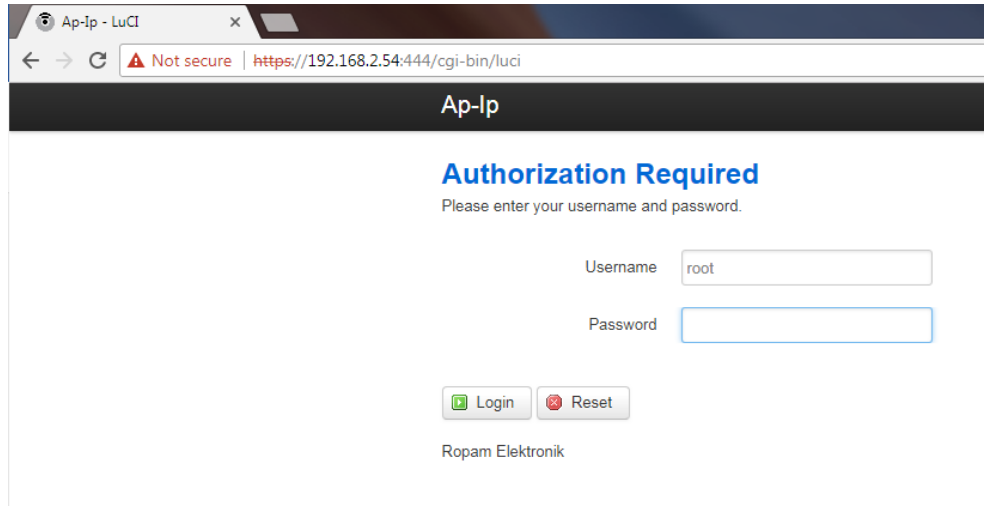 Ap-Ip - LuCI
Not secure | https://192.168.2.54:444/cgi-bin/luci
Ap-Ip
Authorization Required
Please enter your username and password.
Username root
Password
Login Reset
Ropam Elektronik